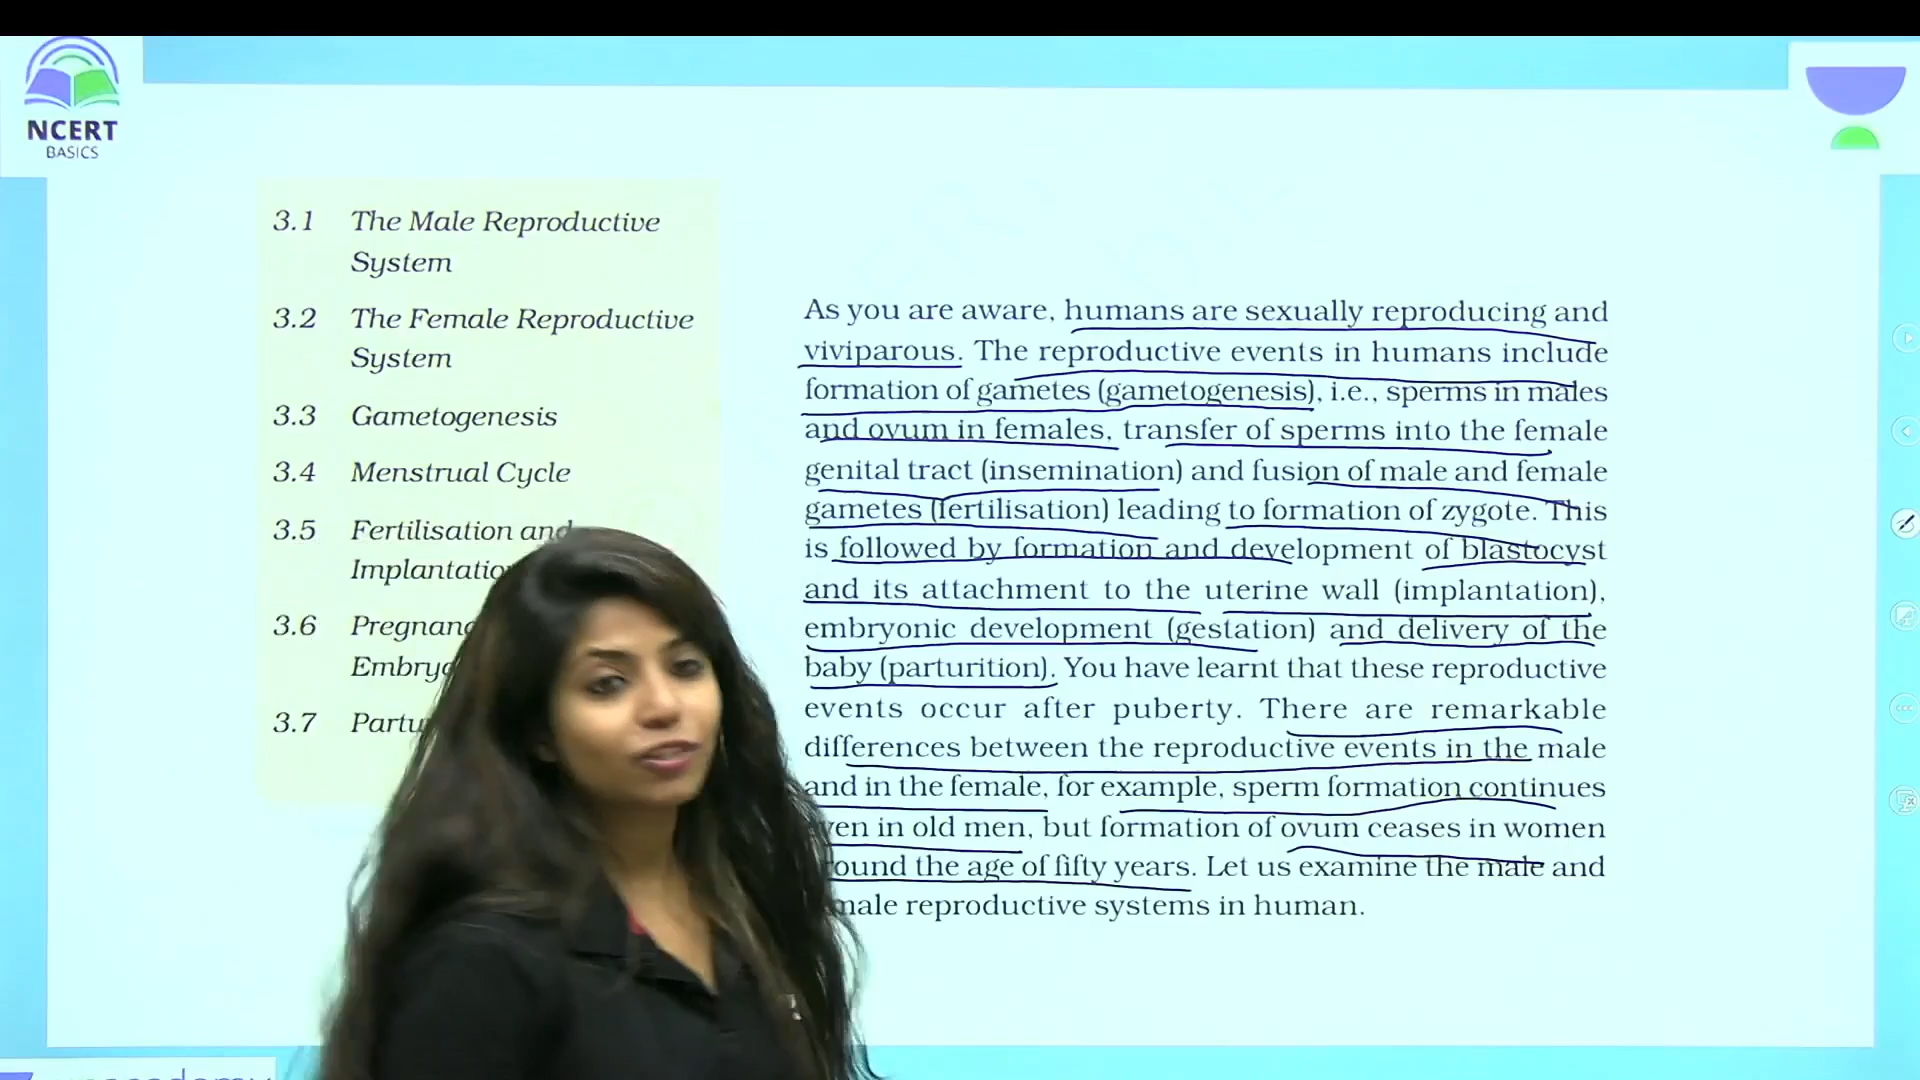 NCERT
BASICS
3.1 The Male Reproductive
System
3.2 The Female Reproductive
System
3.3 Gametogenesis
3.4 Menstrual Cycle
3.5 Fertilisation and
3.6
3.7
As you are aware, humans are sexually reproducing and
viviparous. The reproductive events in humans include
formation of gametes (gametogenesis), i.e., sperms in males
and ovum in females, transfer of sperms into the female
genital tract (insemination) and fusion of male and female
gametes (fertilisation) leading to formation of zygote. This
is followed by formation and development of blastocyst
and its attachment to the uterine wall (implantation),
embryonic development (gestation) and delivery of the
baby (parturition). You have learnt that these reproductive
events occur after puberty. There are remarkable
differences between the reproductive events in the male
and in the female, for example, sperm formation continues
in old men, but formation of ovum ceases in women
the age of fifty years. Let us examine the male and
reproductive systems in human.